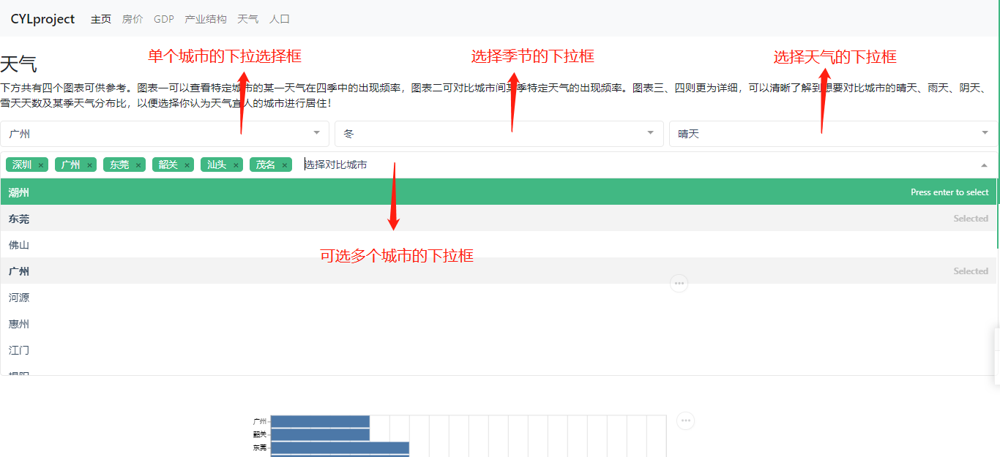 CYLproject 主页 房价 GDP 产业结构 天气 人口
天气
单个城市的下拉选择框 选择季节的下拉框 选择天气的下拉框
下方共有四个图表可供参考。图表一可以查看特定城市的某一天气在四季中的出现频率，图表二可对比城市间某季特定天气的出现频率。图表三、四则更为详细，可以清晰了解到想要对比城市的晴天、雨天、阴天、
雪天天数及某季天气分布比，以便选择你认为天气宜人的城市进行居住！
广州 冬 晴天
深圳 × 广州 × 东莞 × 韶关 × 汕头 × 茂名 × 选择对比城市
潮州 Press enter to select
东莞 Selected
佛山
可选多个城市的下拉框
广州 Selected
河源
惠州
江门
广州
韶关
东莞